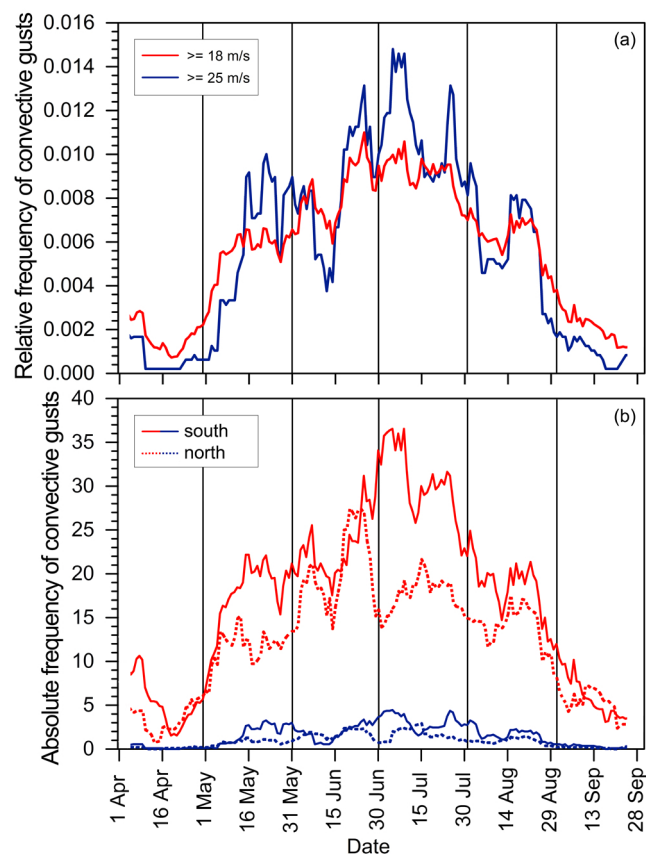 Relative frequency of convective gusts
0.016
0.014
0.012
0.010
0.008
0.006
0.004
0.002
0.000
>= 18 m/s
>= 25 m/s
(a)
Absolute frequency of convective gusts
40
35
30
25
20
15
10
5
0
south
north
(b)
1 Apr
16 Apr
1 May
16 May
31 May
15 Jun
30 Jun
15 Jul
30 Jul
14 Aug
29 Aug
13 Sep
28 Sep
Date